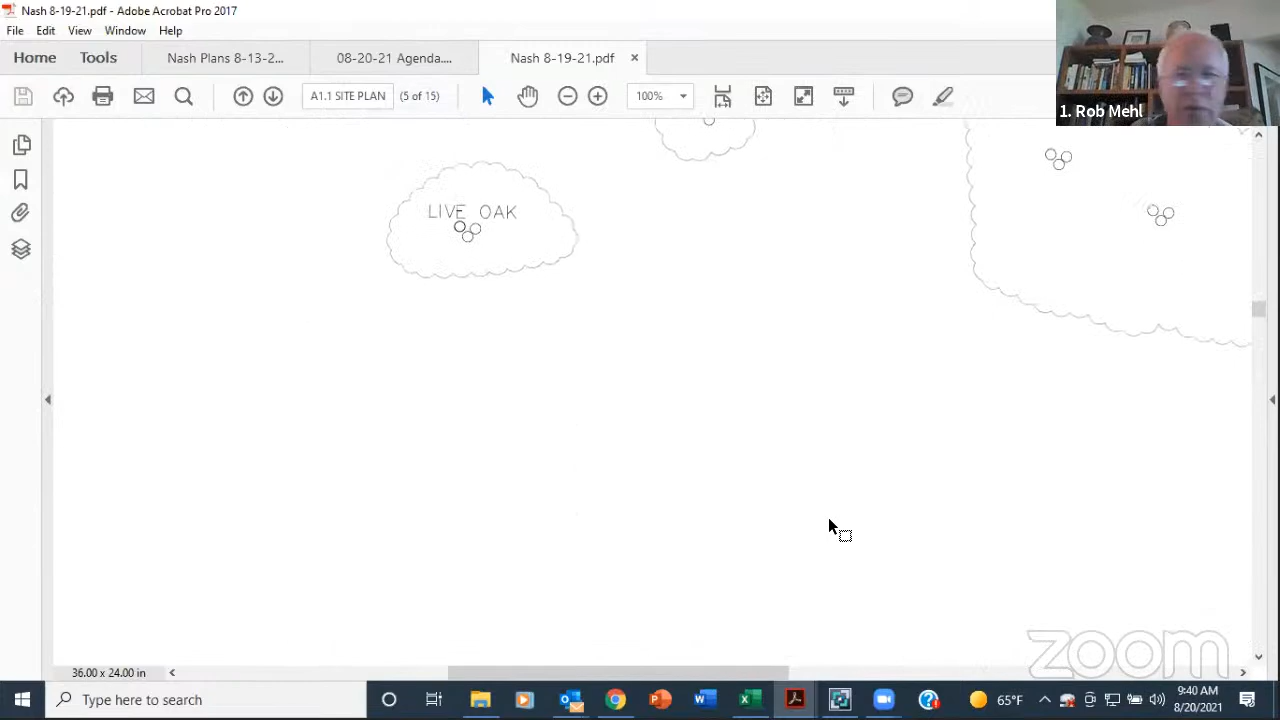 Nash 8-19-21.pdf - Adobe Acrobat Pro 2017
File Edit View Window Help
Home Tools Nash Plans 8-13-2... 08-20-21 Agenda.... Nash 8-19-21.pdf ×
A1.1 SITE PLAN (5 of 15) 100%
1. Rob Mehl
LIVE OAK
zoom
36.00 x 24.00 in
Type here to search
65°F
9:40 AM
8/20/2021